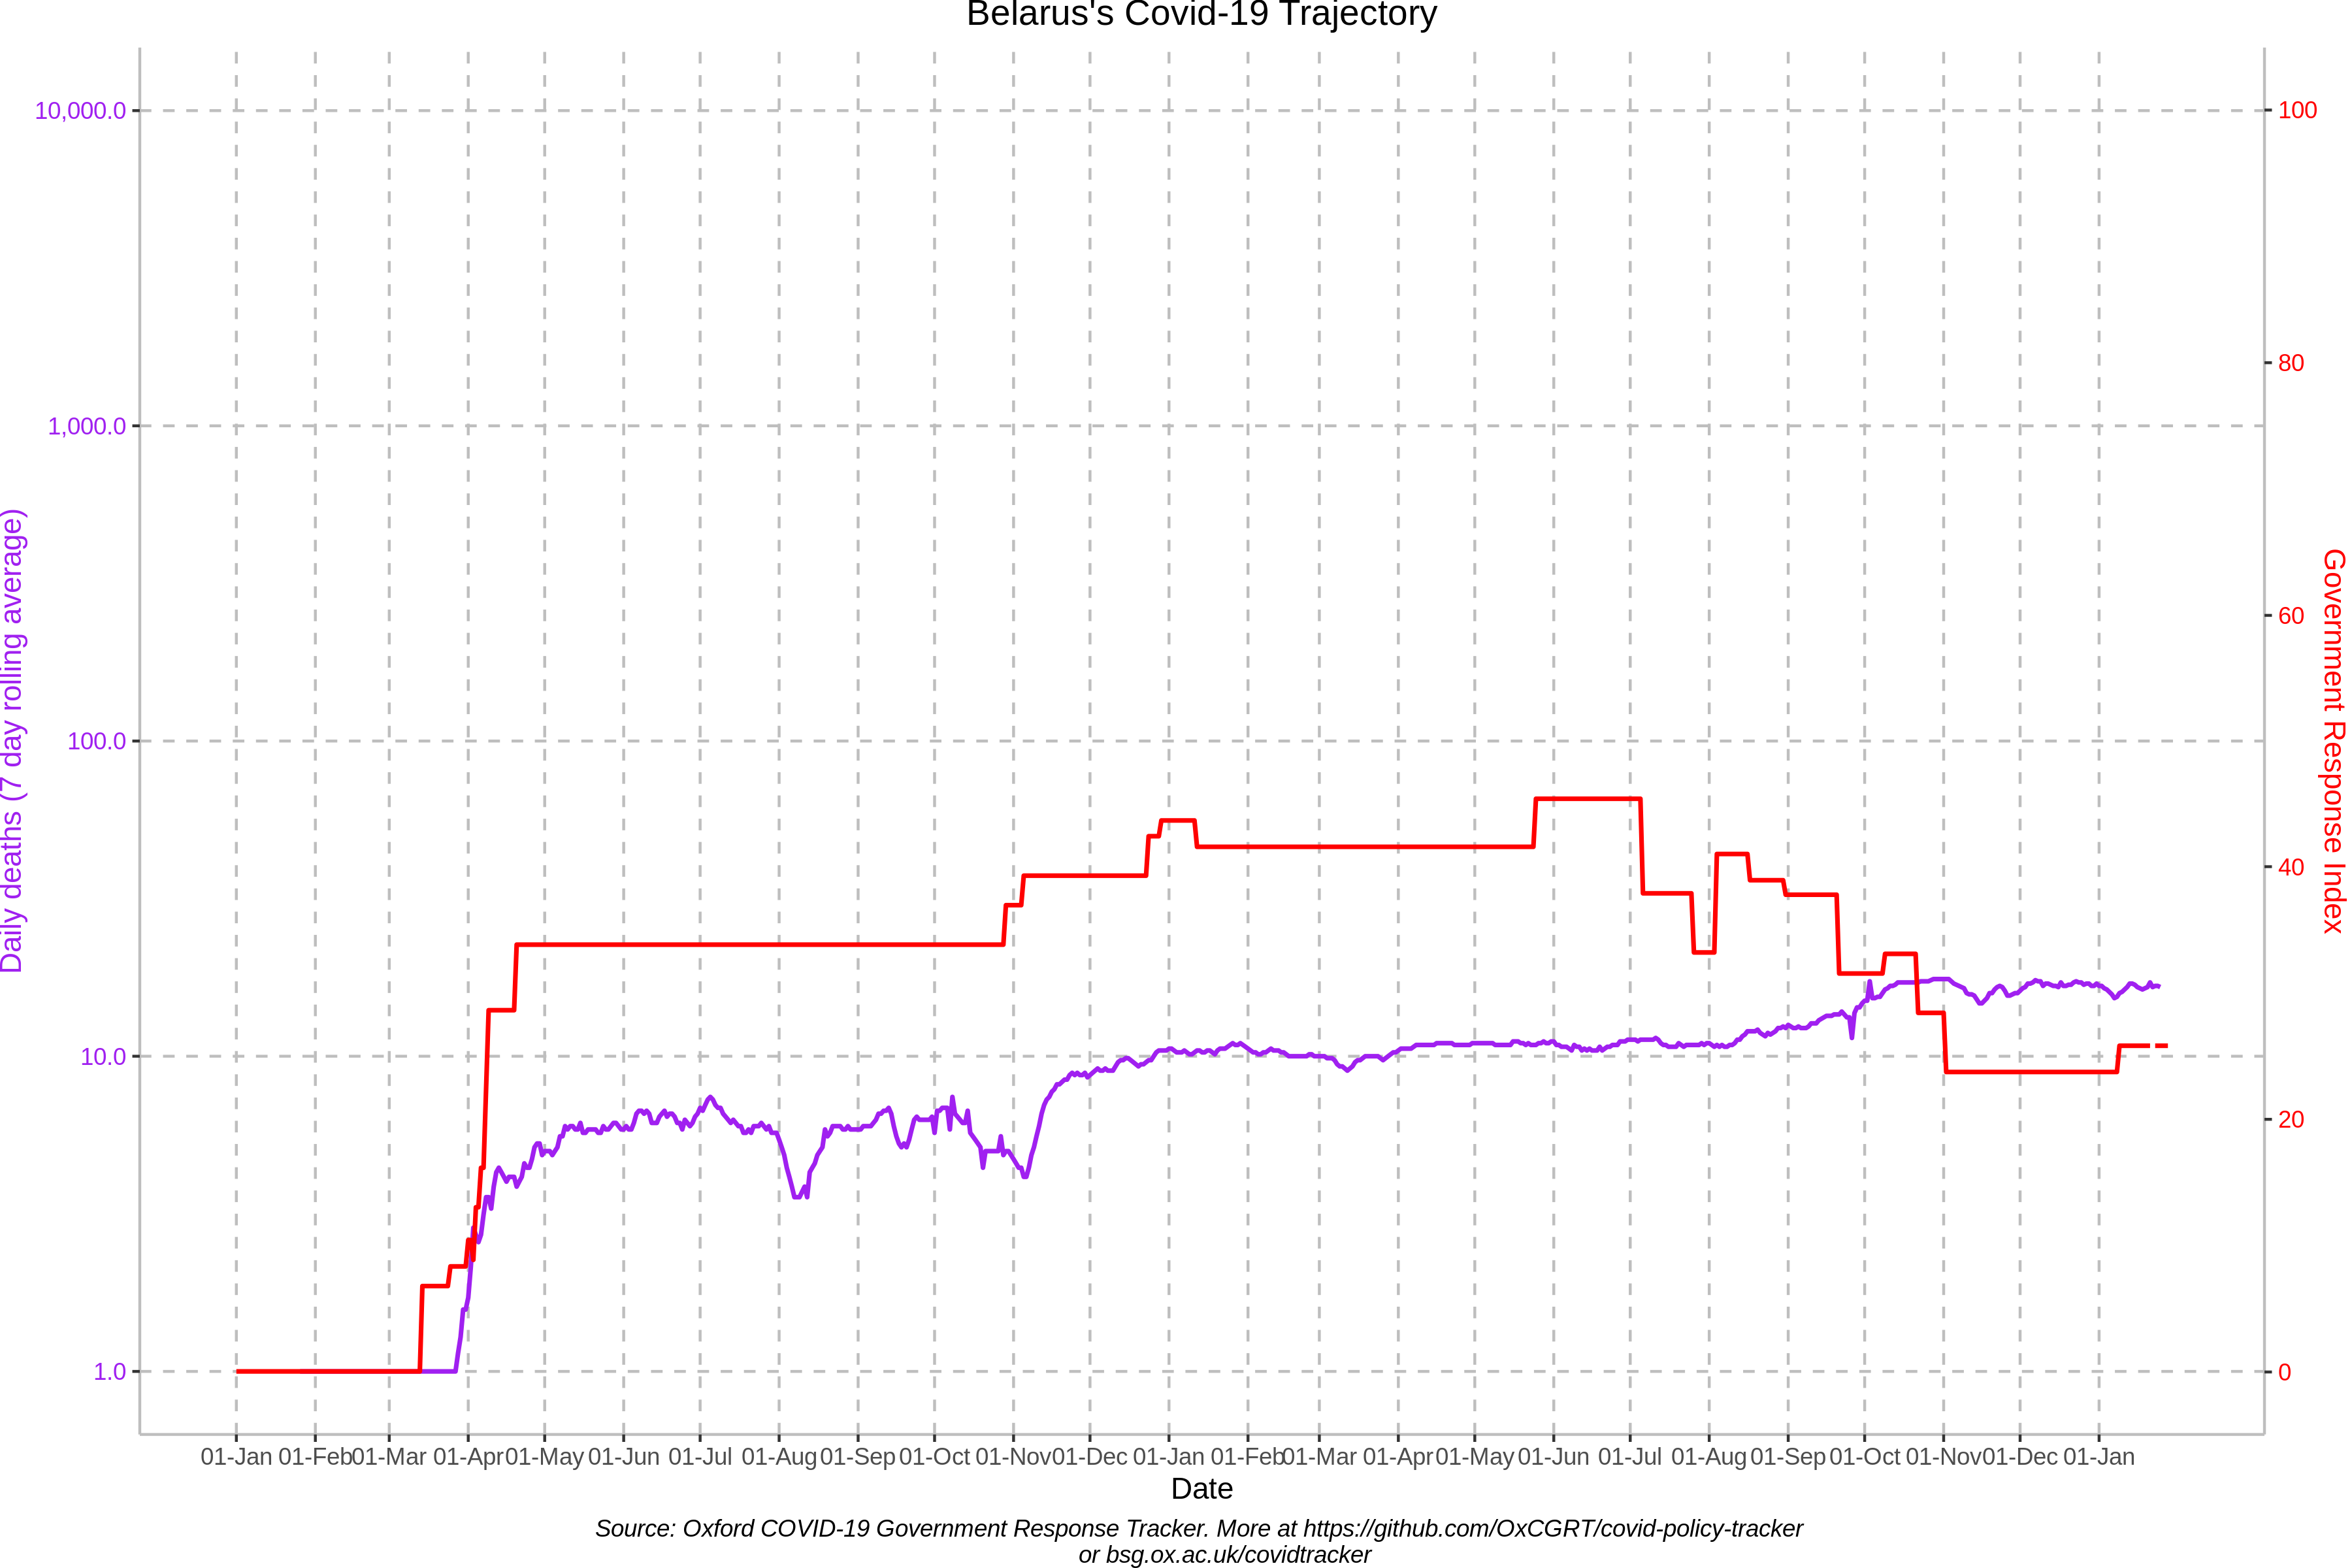 Belarus's Covid-19 Trajectory
10,000.0
1,000.0
100.0
10.0
1.0
Daily deaths (7 day rolling average)
100
80
60
40
20
0
Government Response Index
01-Jan 01-Feb 01-Mar 01-Apr 01-May 01-Jun 01-Jul 01-Aug 01-Sep 01-Oct 01-Nov 01-Dec 01-Jan 01-Feb 01-Mar 01-Apr 01-May 01-Jun 01-Jul 01-Aug 01-Sep 01-Oct 01-Nov 01-Dec 01-Jan
Date
Source: Oxford COVID-19 Government Response Tracker. More at https://github.com/OxCGRT/covid-policy-tracker
or bsg.ox.ac.uk/covidtracker